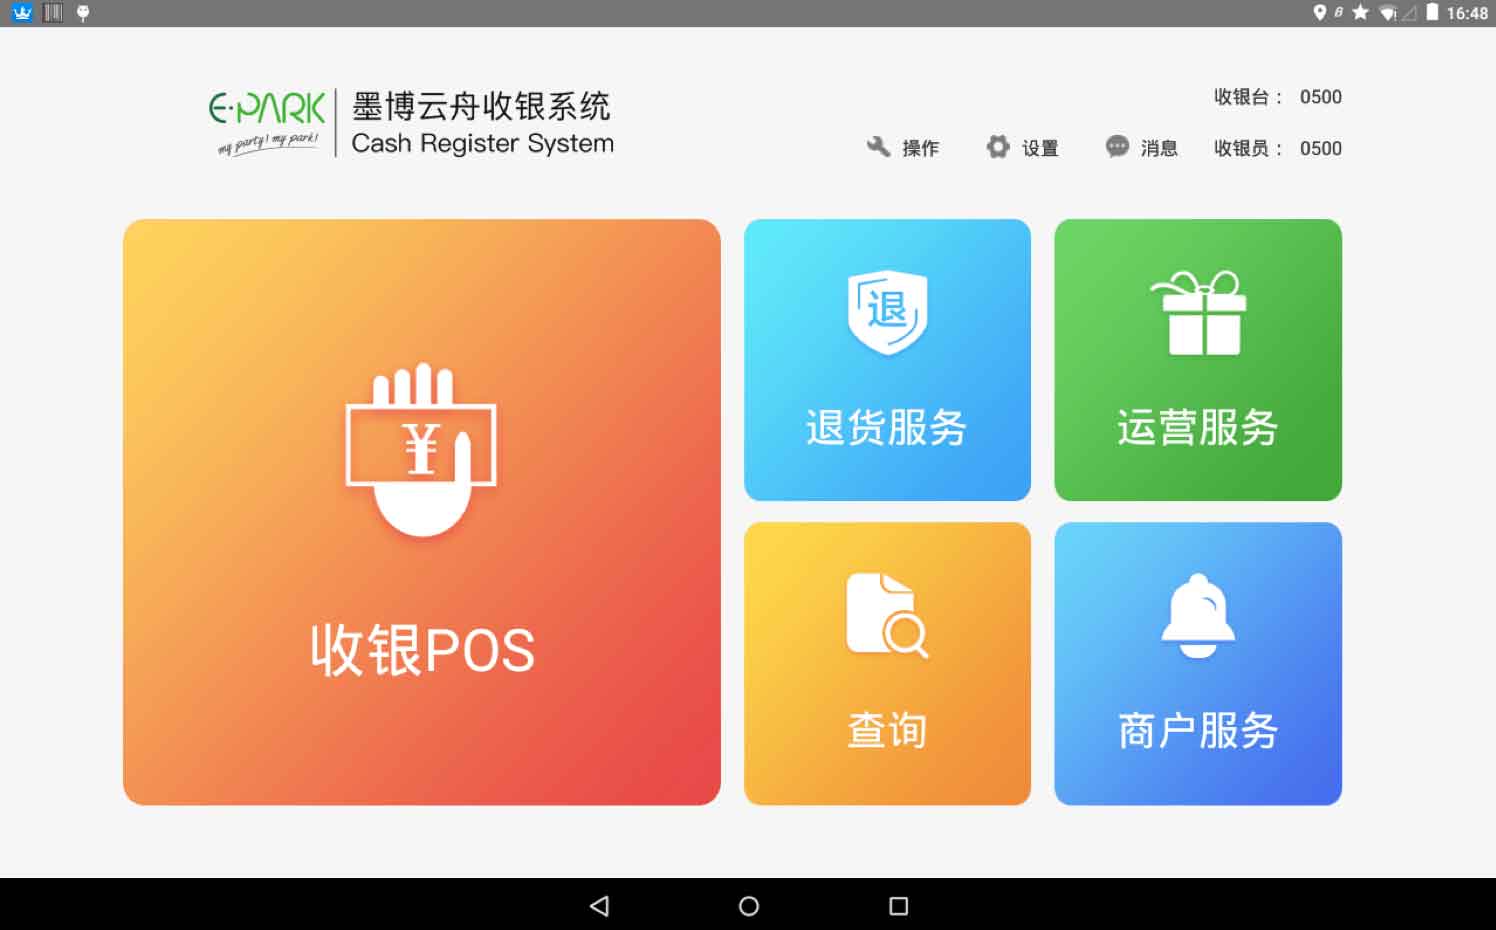 16:48
E·PARK
my party! my park!
墨博云舟收银系统
Cash Register System
收银台： 0500
操作 设置 消息 收银员： 0500
¥
收银POS
退
退货服务
运营服务
查询
商户服务